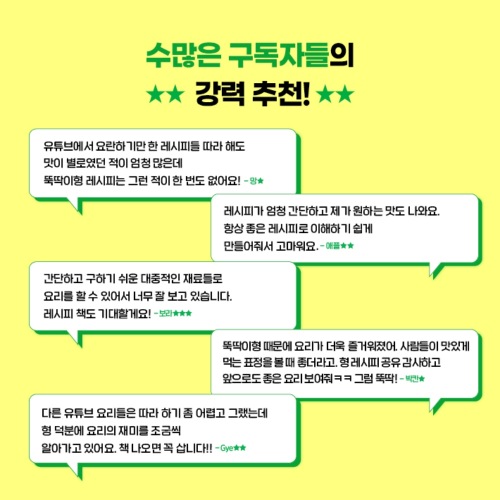 수많은 구독자들의
★★ 강력 추천! ★★
유튜브에서 요란하기만 한 레시피들 따라 해도
맛이 별로였던 적이 엄청 많은데
뚝딱이형 레시피는 그런 적이 한 번도 없어요! - 망★
레시피가 엄청 간단하고 제가 원하는 맛도 나와요.
항상 좋은 레시피로 이해하기 쉽게
만들어줘서 고마워요. - 애플★★
간단하고 구하기 쉬운 대중적인 재료들로
요리를 할 수 있어서 너무 잘 보고 있습니다.
레시피 책도 기대할게요! - 보라★★★
뚝딱이형 때문에 요리가 더욱 즐거워졌어. 사람들이 맛있게
먹는 표정을 볼 때 좋더라고. 형 레시피 공유 감사하고
앞으로도 좋은 요리 보여줘ㅋㅋ 그럼 뚝딱! - 빅찬★
다른 유튜브 요리들은 따라 하기 좀 어렵고 그랬는데
형 덕분에 요리의 재미를 조금씩
알아가고 있어요. 책 나오면 꼭 삽니다!! - Gye★★